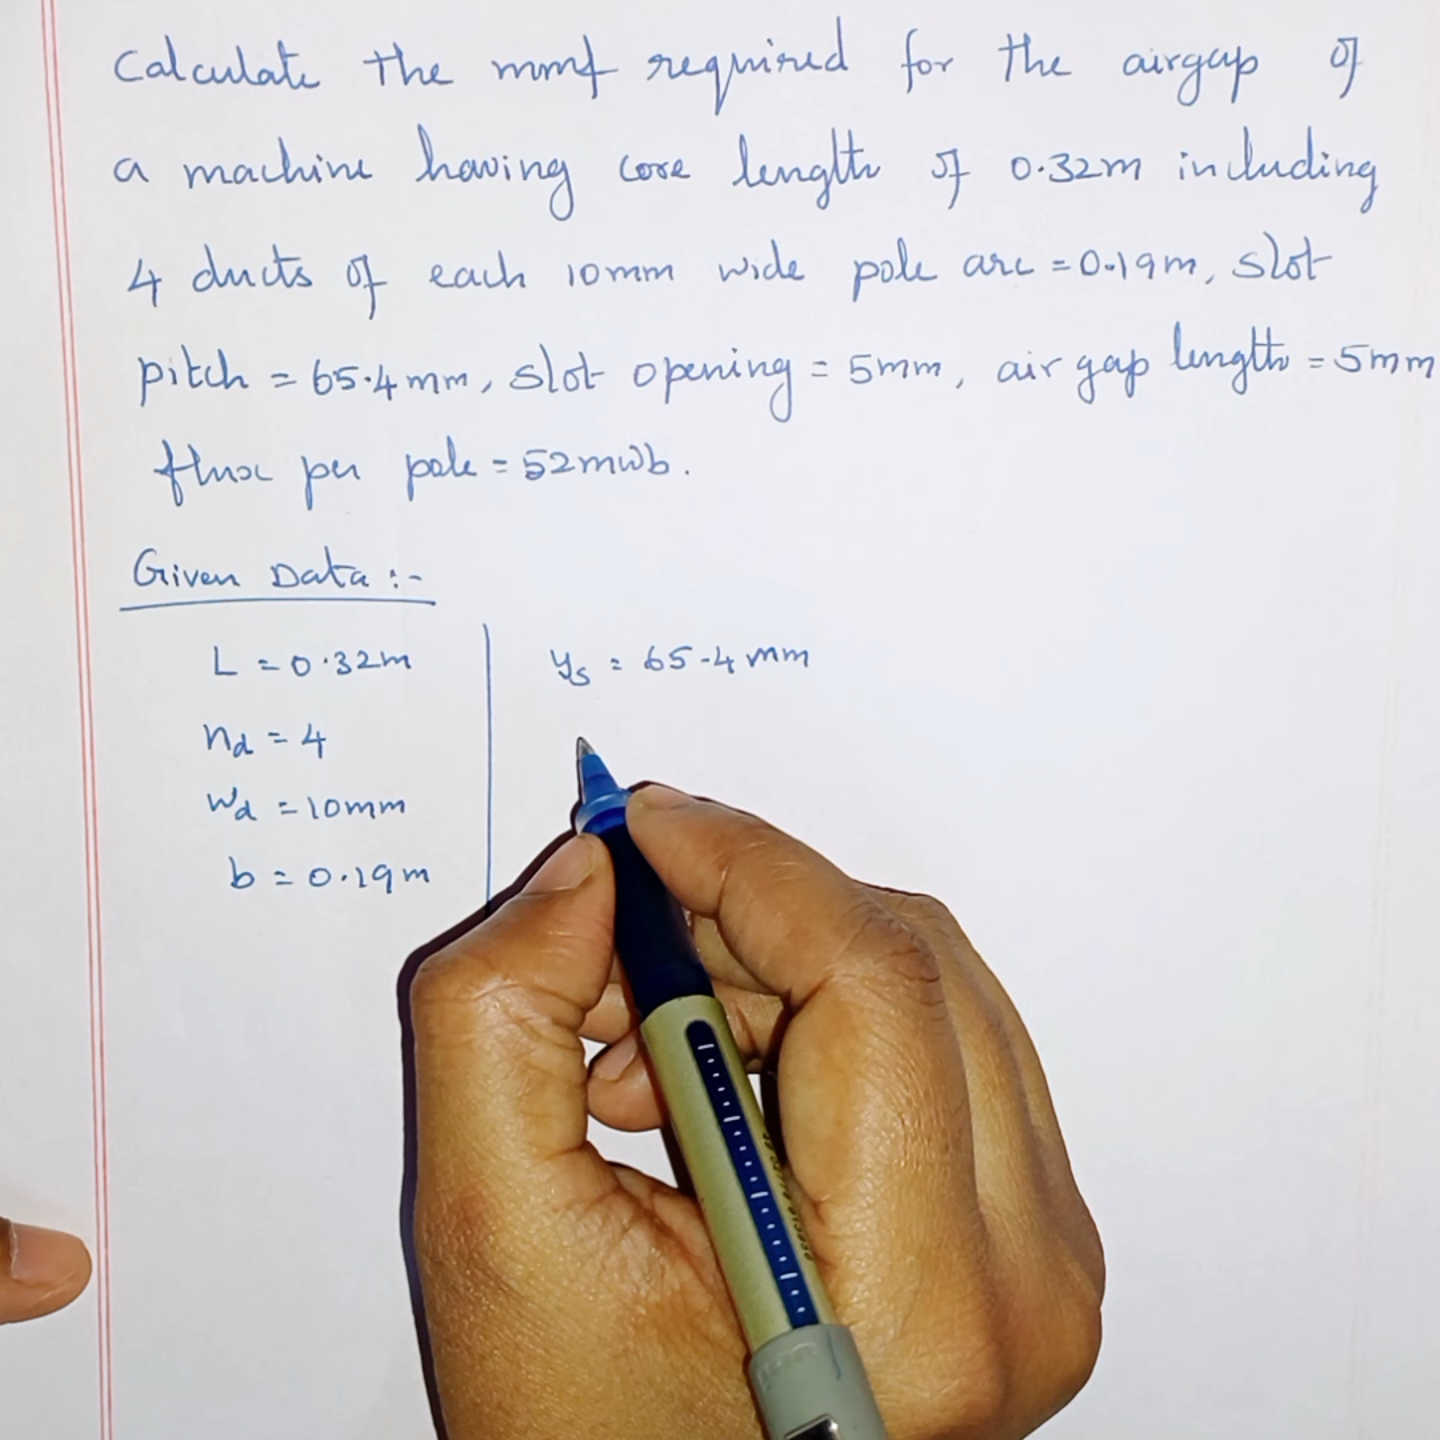 Calculate the mmf required for the airgap of
a machine having core length of 0.32m including
4 ducts of each 10mm wide pole arc = 0.19m, slot
pitch = 65.4mm, slot opening = 5mm, air gap length = 5mm
flux per pole = 52mwb.
Given Data :-
L = 0.32m
nd = 4
wd = 10mm
b = 0.19m
ys = 65.4 mm